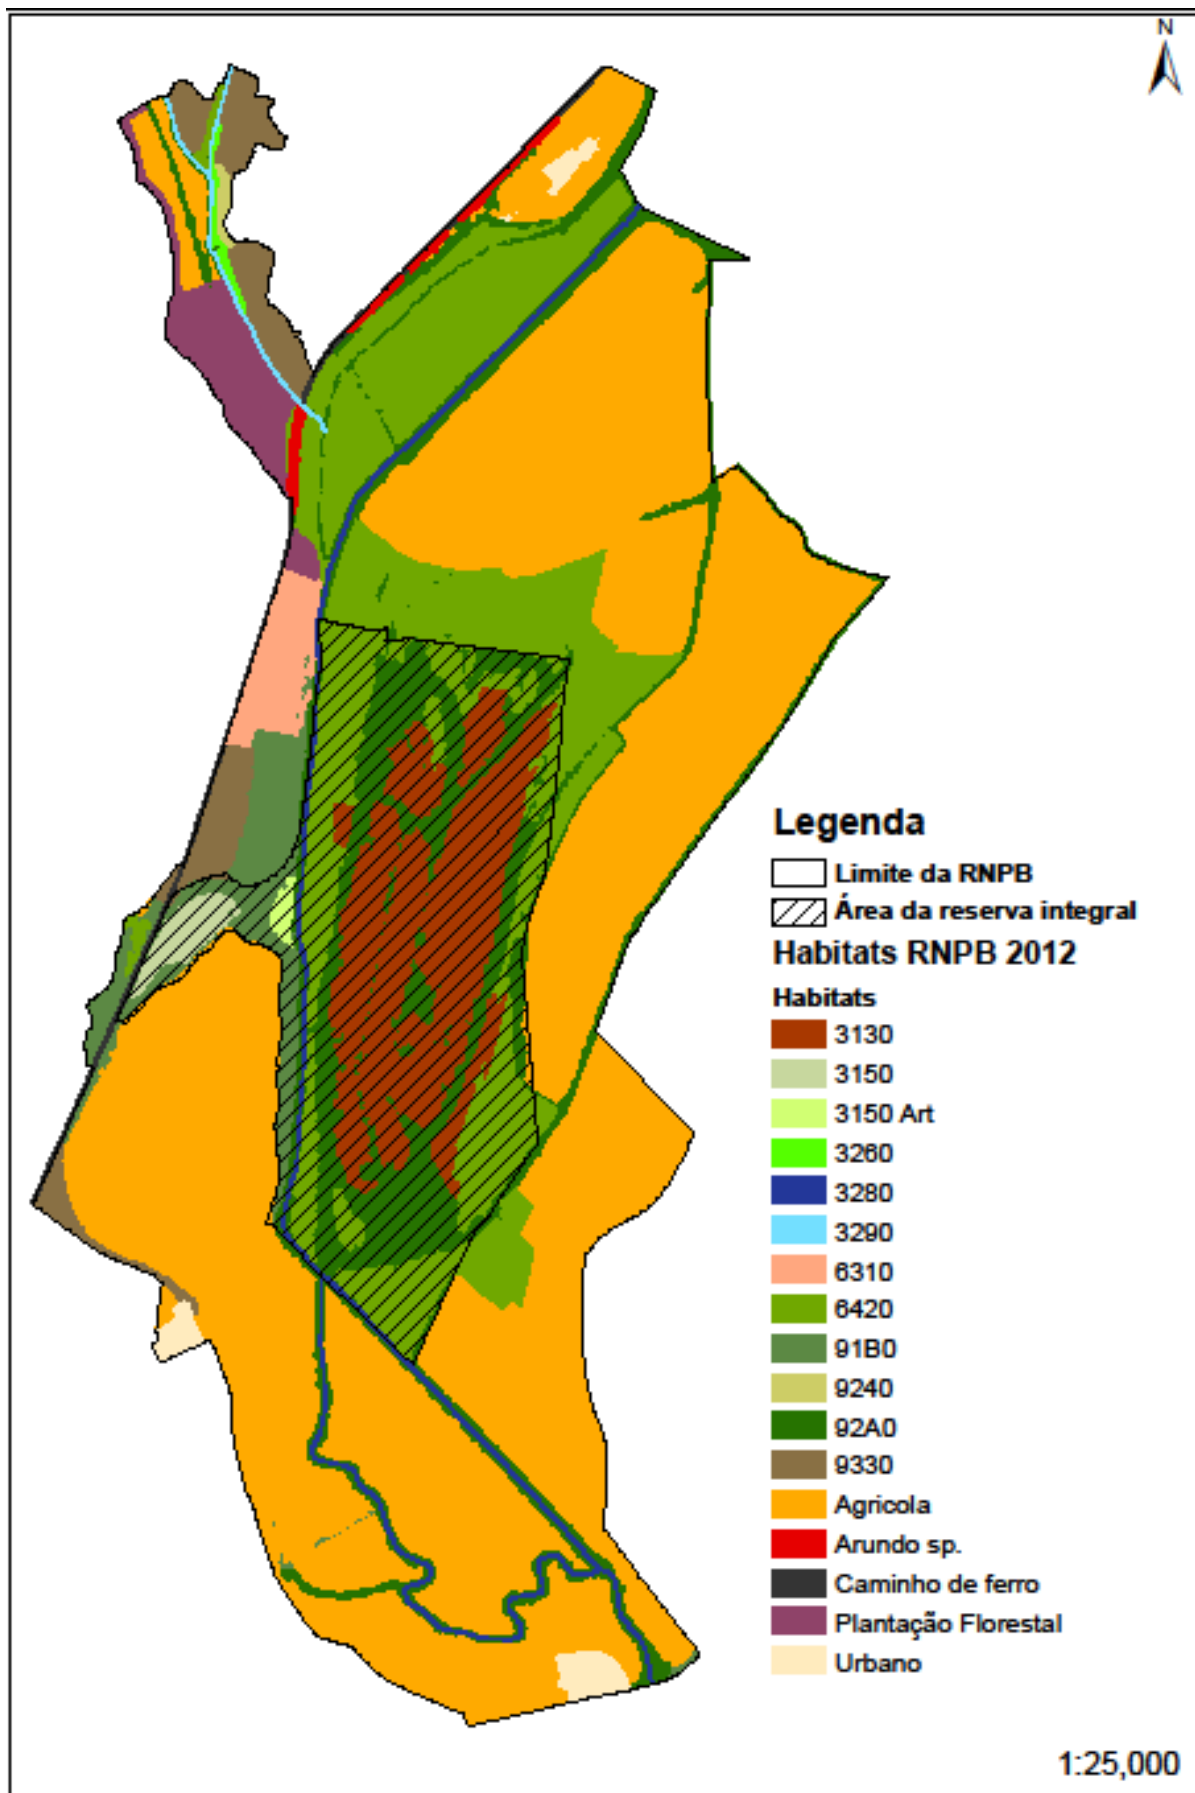 N
Legenda
Limite da RNPB
Área da reserva integral
Habitats RNPB 2012
Habitats
3130
3150
3150 Art
3260
3280
3290
6310
6420
91B0
9240
92A0
9330
Agricola
Arundo sp.
Caminho de ferro
Plantação Florestal
Urbano
1:25,000